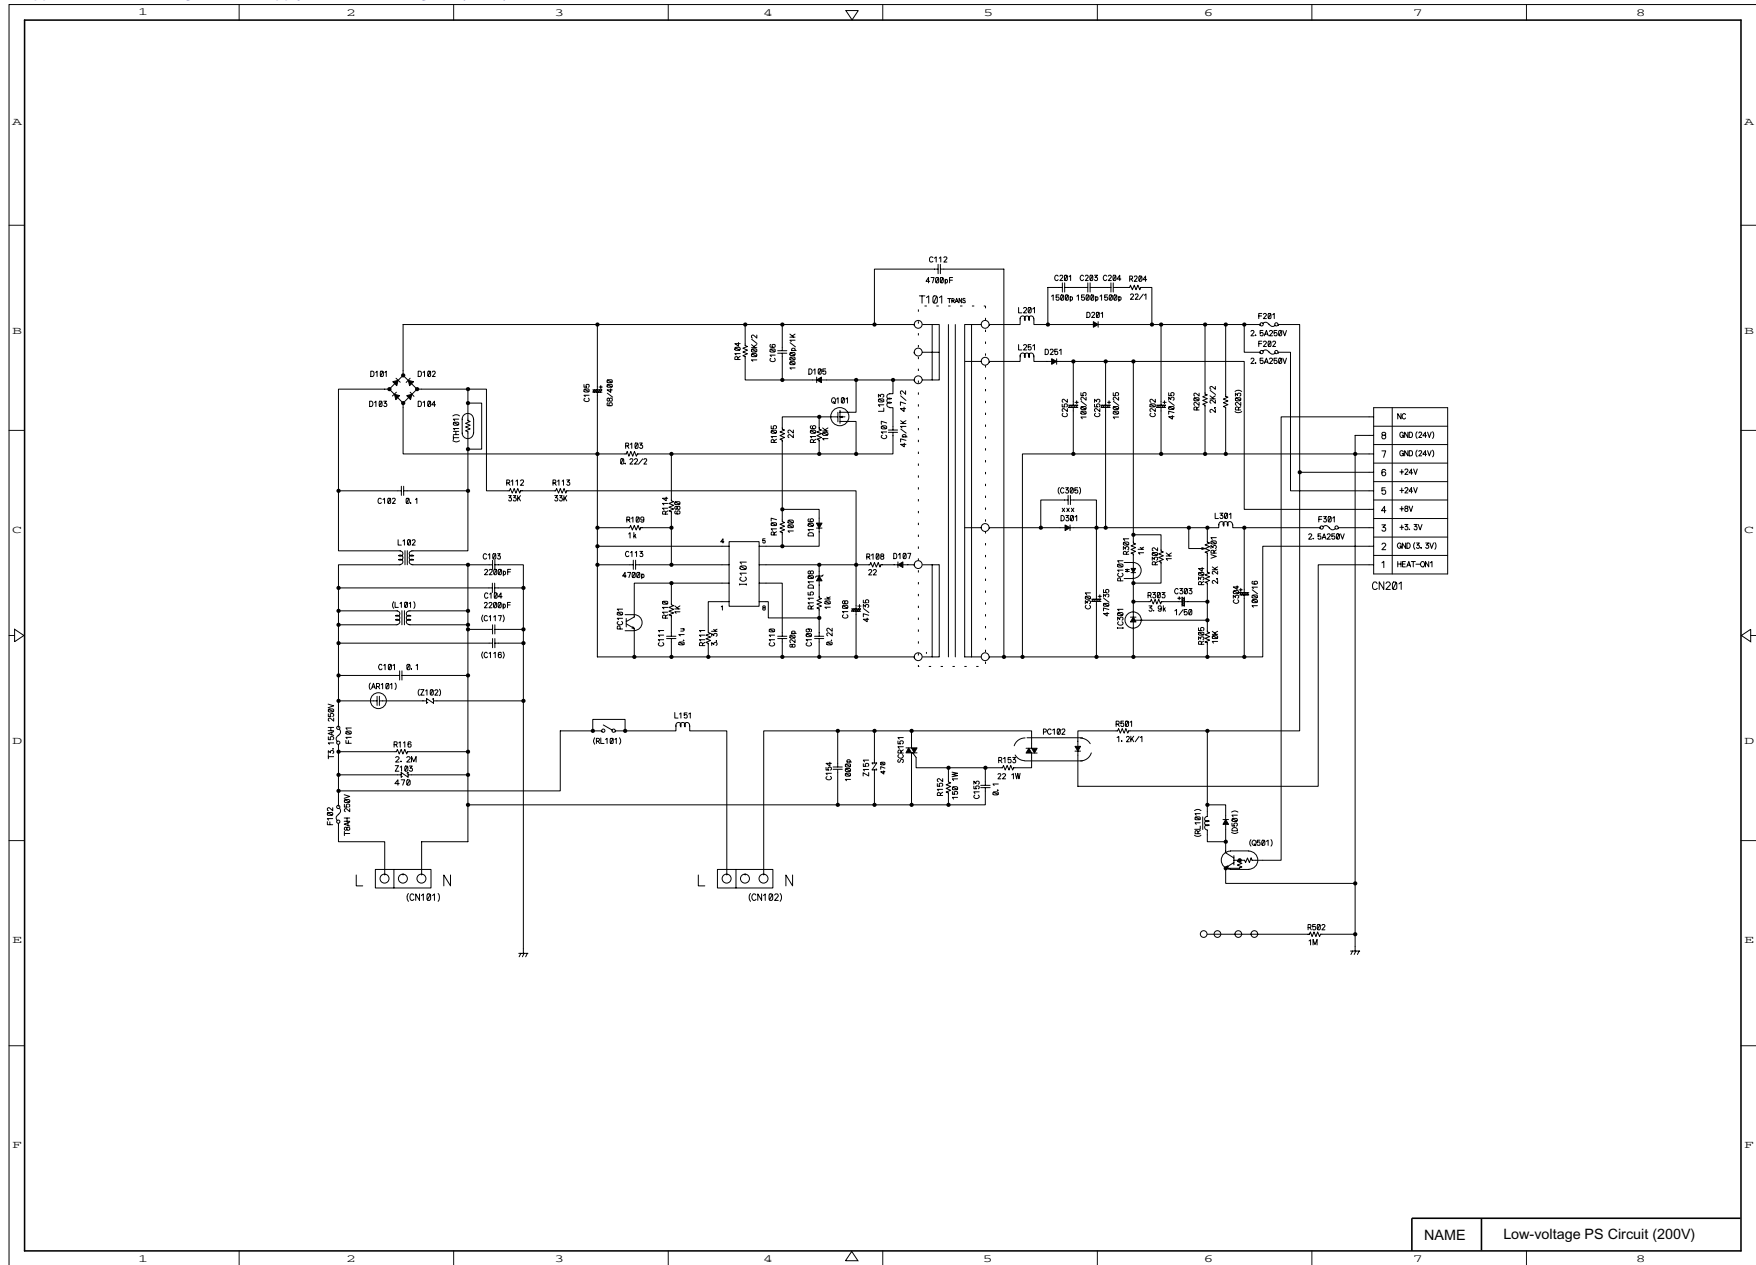 1 2 3 4 5 6 7 8
A A
B B
C C
D D
E E
F F
C112
4700pF
T101 TRANS
C201 C203 C204 R204
1500p 1500p 1500p 22/1
L201
D201
F201
2.5A250V
F202
2.5A250V
L251 D251
D101 D102
D103 D104
(TH101)
C105
68/400
R104
100K/2
C106
1000p/1K
D105
Q101
L103
47/2
R105
22
R106
10K
C107
47p/1K
C252
100/25
C253
100/25
C202
470/35
R202
2.2K/2
(R203)
NC
8 GND(24V)
7 GND(24V)
6 +24V
5 +24V
4 +8V
3 +3.3V
2 GND(3.3V)
1 HEAT-ON1
CN201
R103
0.22/2
C102 0.1
R112 R113
33K 33K
R114
680
R109
1k
R107
100
D106
(C305)
xxx
D301
L301
F301
2.5A250V
L102
C103
2200pF
C104
2200pF
(L101)
(C117)
(C116)
C113
4700p
4 5
IC101
1 8
R108
22
D107
D108
R115
10k
C108
47/35
R301
1k
R302
1K
VR301
PC101
R304
2.2K
R303
3.9k
C303
1/50
IC301
R305
10K
C301
470/35
C304
100/16
PC101
R110
1K
C111
0.1u
R111
3.3k
C110
820p
C109
0.22
C101 0.1
(AR101) (Z102)
T3.15AH 250V
F101
R116
2.2M
Z103
470
F102
T8AH 250V
(RL101)
L151
C154
1000p
Z151
470
SCR151
R152
150 1W
C153
0.1
R153
22 1W
PC102
R501
1.2K/1
(RL101)
(D501)
(Q501)
L N
(CN101)
L N
(CN102)
R502
1M
NAME Low-voltage PS Circuit (200V)
1 2 3 4 5 6 7 8